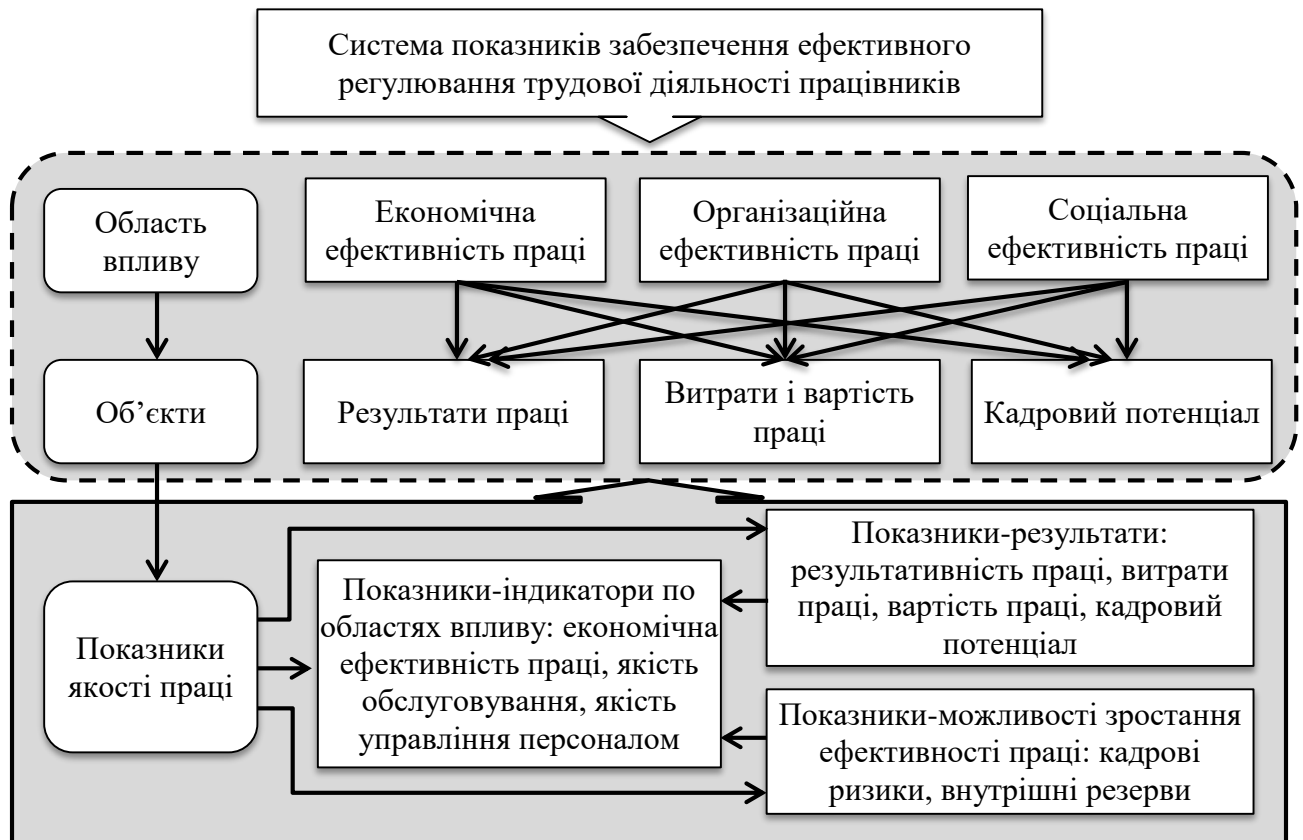 Система показників забезпечення ефективного
регулювання трудової діяльності працівників
Область
впливу
Економічна
ефективність праці
Організаційна
ефективність праці
Соціальна
ефективність праці
Об’єкти
Результати праці
Витрати і вартість
праці
Кадровий потенціал
Показники
якості праці
Показники-індикатори по
областях впливу: економічна
ефективність праці, якість
обслуговування, якість
управління персоналом
Показники-результати:
результативність праці, витрати
праці, вартість праці, кадровий
потенціал
Показники-можливості зростання
ефективності праці: кадрові
ризики, внутрішні резерви